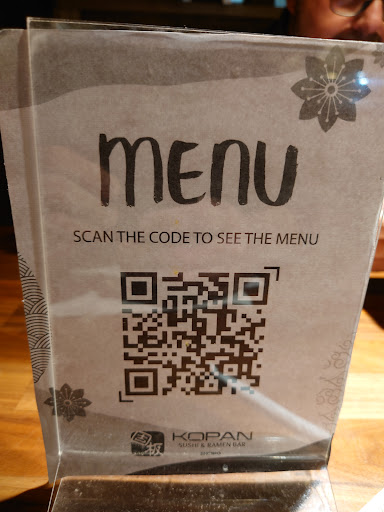 MENU
SCAN THE CODE TO SEE THE MENU
KOPAN
SUSHI & RAMEN BAR